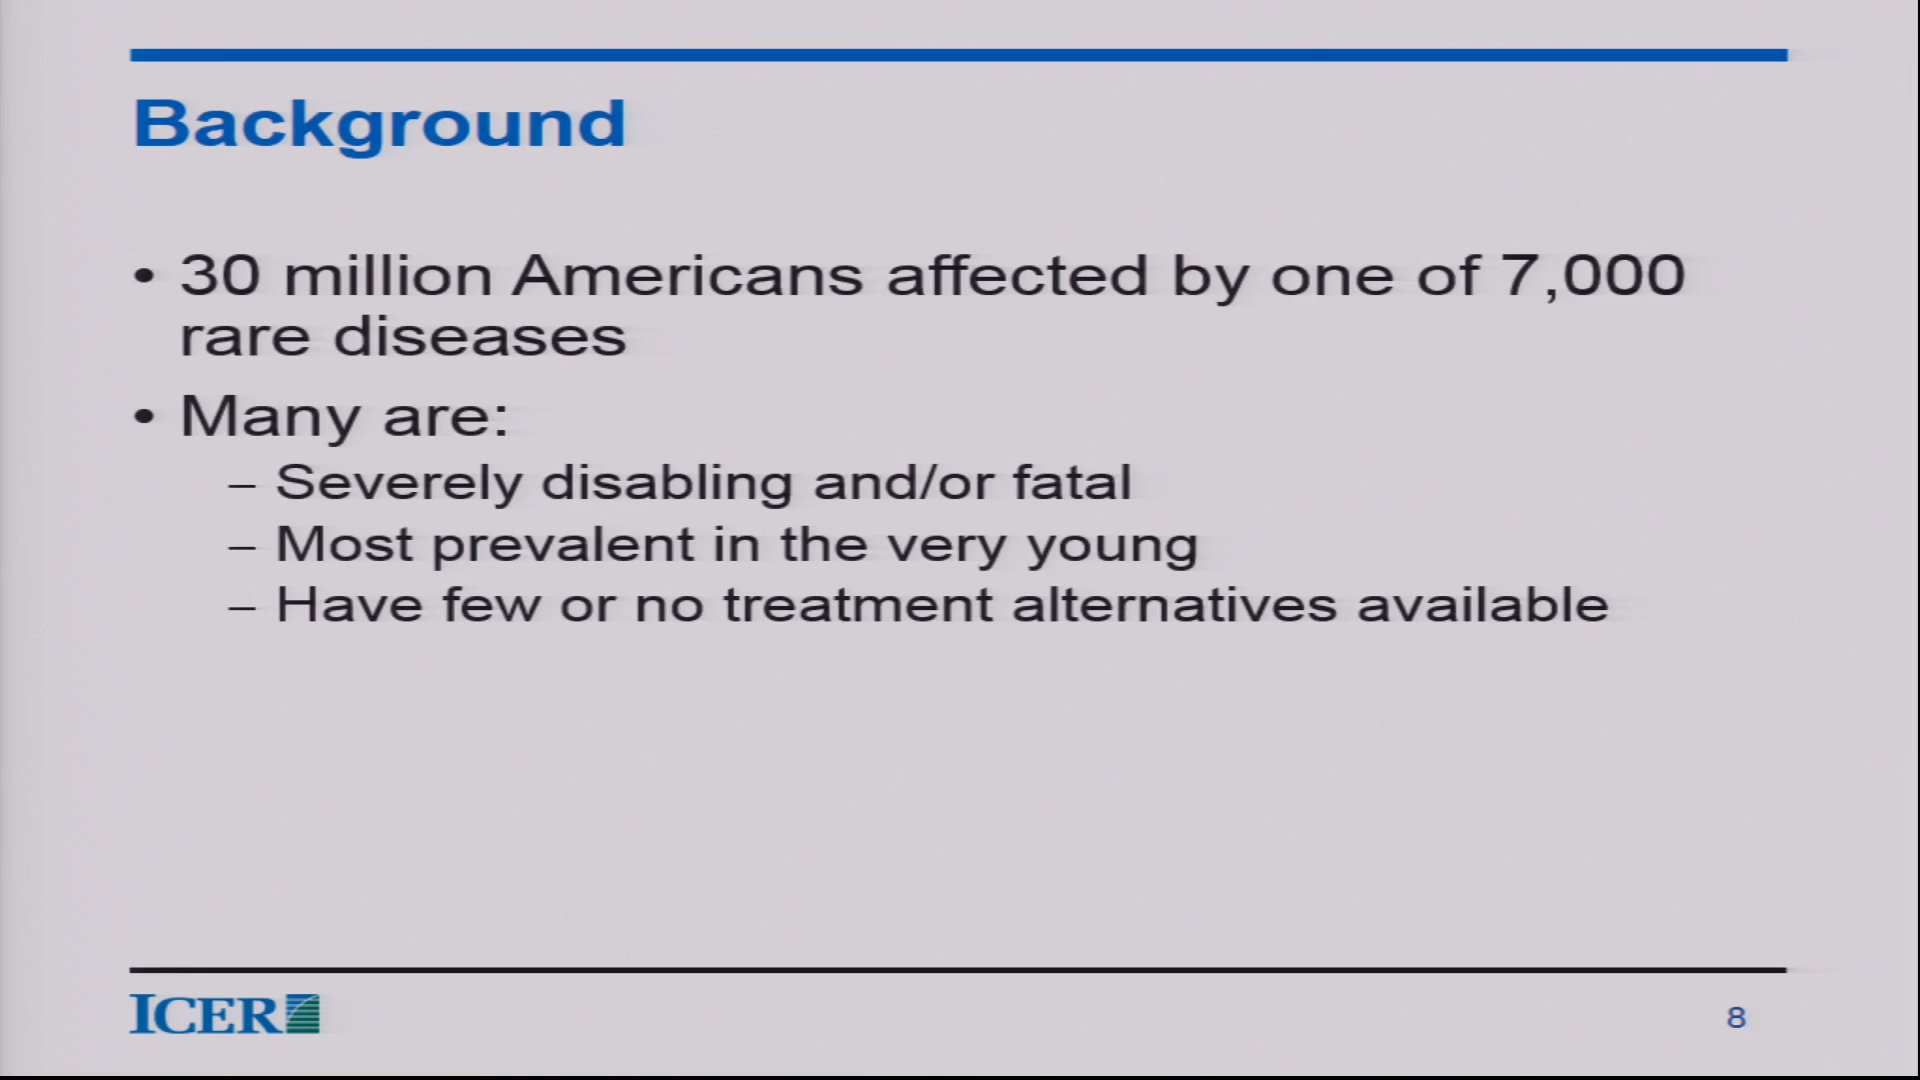 Background
• 30 million Americans affected by one of 7,000
rare diseases
• Many are:
– Severely disabling and/or fatal
– Most prevalent in the very young
– Have few or no treatment alternatives available
ICER
8